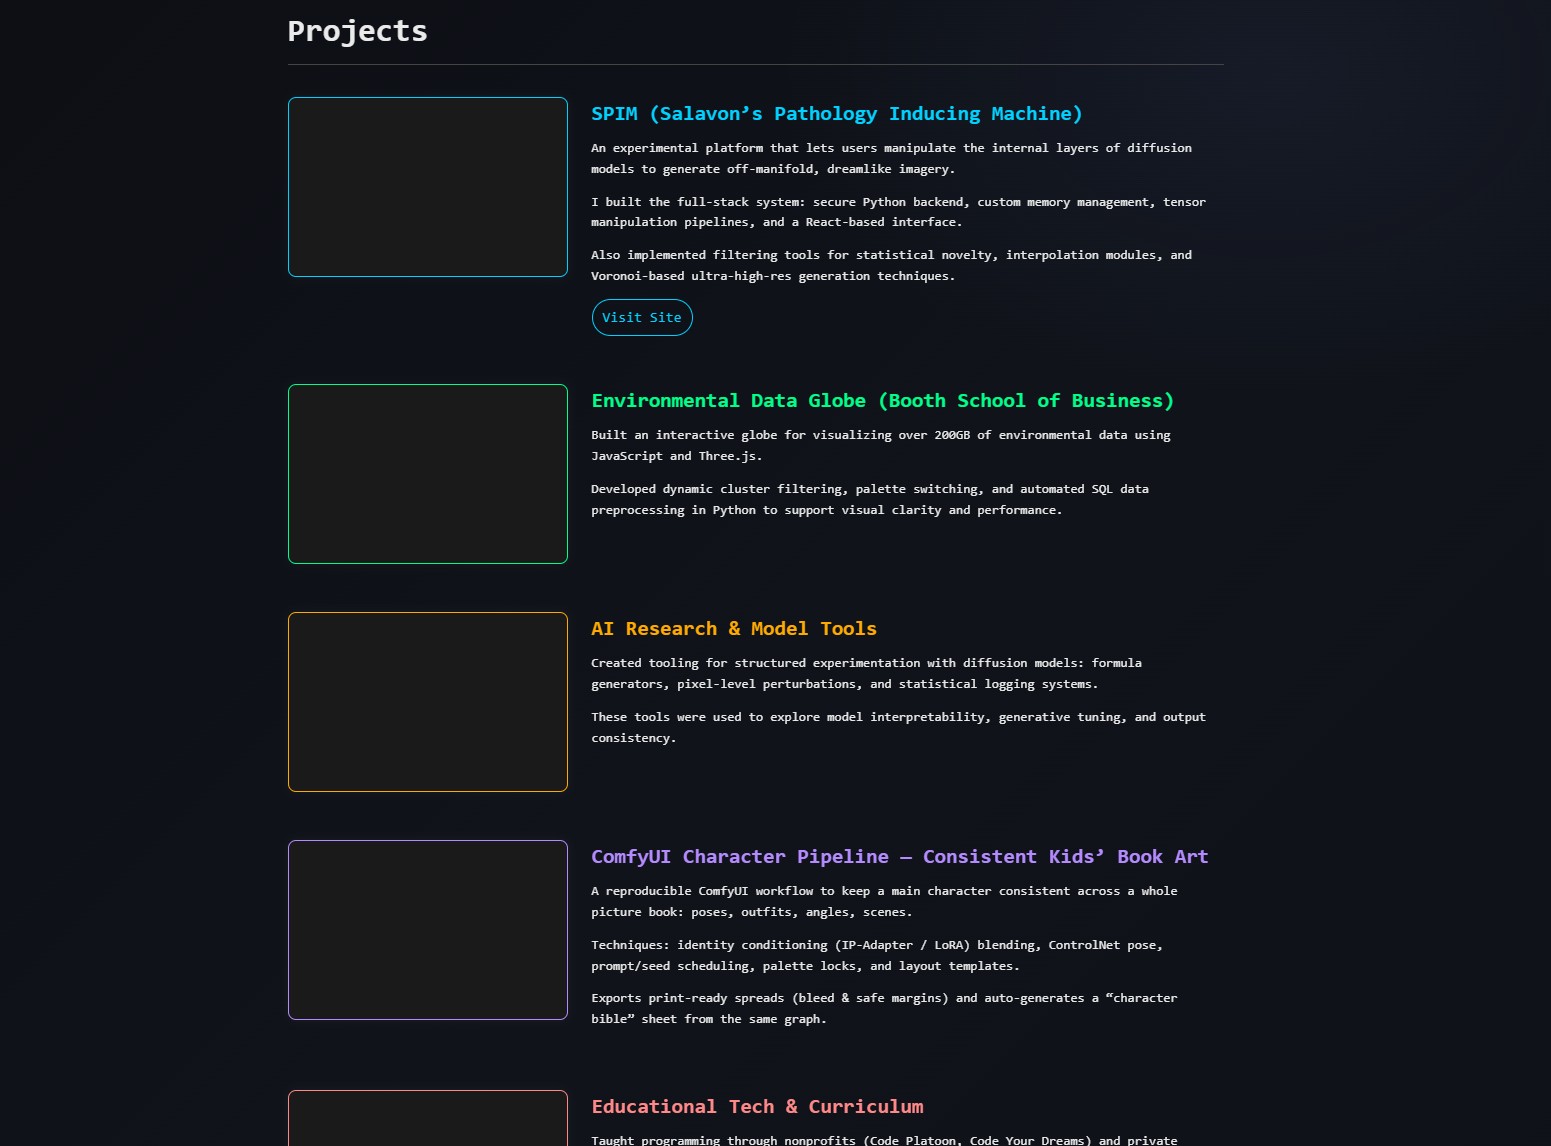 Projects
SPIM (Salavon’s Pathology Inducing Machine)
An experimental platform that lets users manipulate the internal layers of diffusion
models to generate off-manifold, dreamlike imagery.
I built the full-stack system: secure Python backend, custom memory management, tensor
manipulation pipelines, and a React-based interface.
Also implemented filtering tools for statistical novelty, interpolation modules, and
Voronoi-based ultra-high-res generation techniques.
Visit Site
Environmental Data Globe (Booth School of Business)
Built an interactive globe for visualizing over 200GB of environmental data using
JavaScript and Three.js.
Developed dynamic cluster filtering, palette switching, and automated SQL data
preprocessing in Python to support visual clarity and performance.
AI Research & Model Tools
Created tooling for structured experimentation with diffusion models: formula
generators, pixel-level perturbations, and statistical logging systems.
These tools were used to explore model interpretability, generative tuning, and output
consistency.
ComfyUI Character Pipeline — Consistent Kids’ Book Art
A reproducible ComfyUI workflow to keep a main character consistent across a whole
picture book: poses, outfits, angles, scenes.
Techniques: identity conditioning (IP-Adapter / LoRA) blending, ControlNet pose,
prompt/seed scheduling, palette locks, and layout templates.
Exports print-ready spreads (bleed & safe margins) and auto-generates a “character
bible” sheet from the same graph.
Educational Tech & Curriculum
Taught programming through nonprofits (Code Platoon, Code Your Dreams) and private